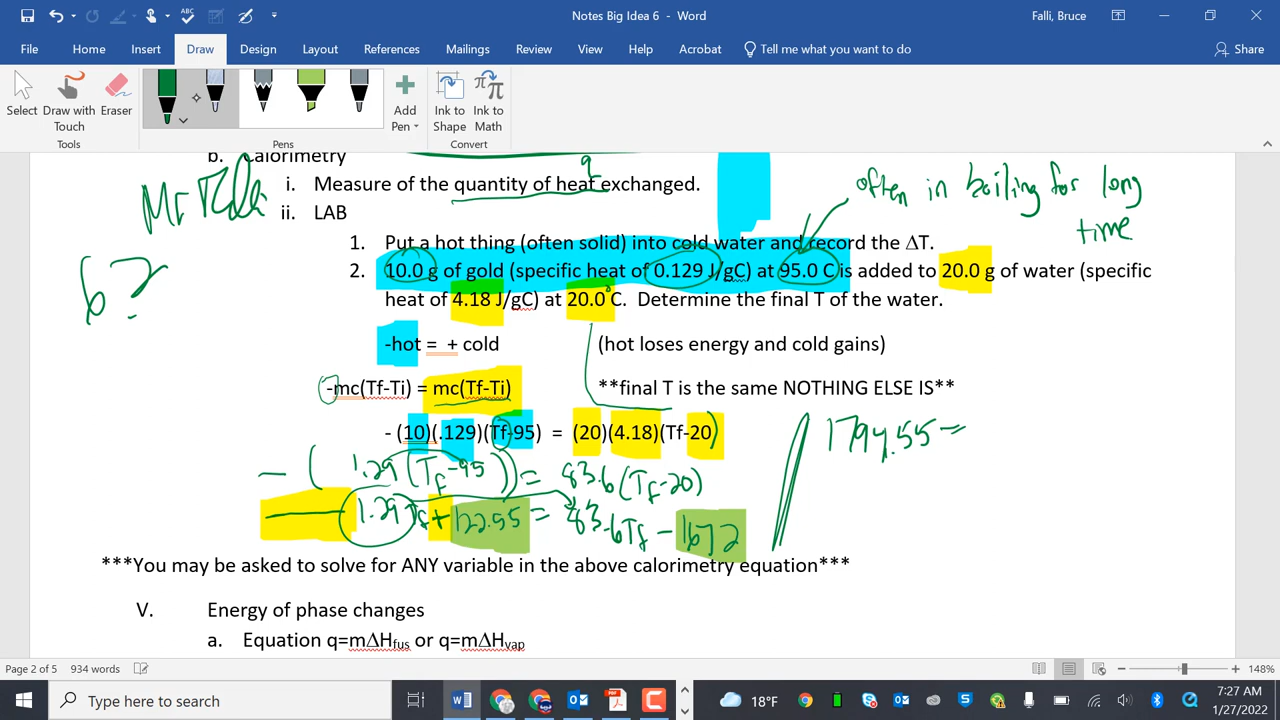 Notes Big Idea 6 - Word
Falli, Bruce
File Home Insert Draw Design Layout References Mailings Review View Help Acrobat Tell me what you want to do Share
Select Draw with Touch Eraser Add Pen Ink to Shape Ink to Math
Tools Pens Convert
b. Calorimetry
i. Measure of the quantity of heat exchanged.
q
often in boiling for long time
Mr
ii. LAB
1. Put a hot thing (often solid) into cold water and record the ΔT.
2. 10.0 g of gold (specific heat of 0.129 J/gC) at 95.0 C is added to 20.0 g of water (specific
heat of 4.18 J/gC) at 20.0°C. Determine the final T of the water.
6?
-hot = + cold (hot loses energy and cold gains)
-mc(Tf-Ti) = mc(Tf-Ti) **final T is the same NOTHING ELSE IS**
- (10)(.129)(Tf-95) = (20)(4.18)(Tf-20)
1794.55 =
- ( 1.29 (Tf -95) ) = 83.6 (Tf -20)
- 1.29 Tf + 122.55 = 83.6 Tf - 1672
***You may be asked to solve for ANY variable in the above calorimetry equation***
V. Energy of phase changes
a. Equation q=mΔHfus or q=mΔHvap
Page 2 of 5 934 words 148%
Type here to search
18°F
7:27 AM
1/27/2022